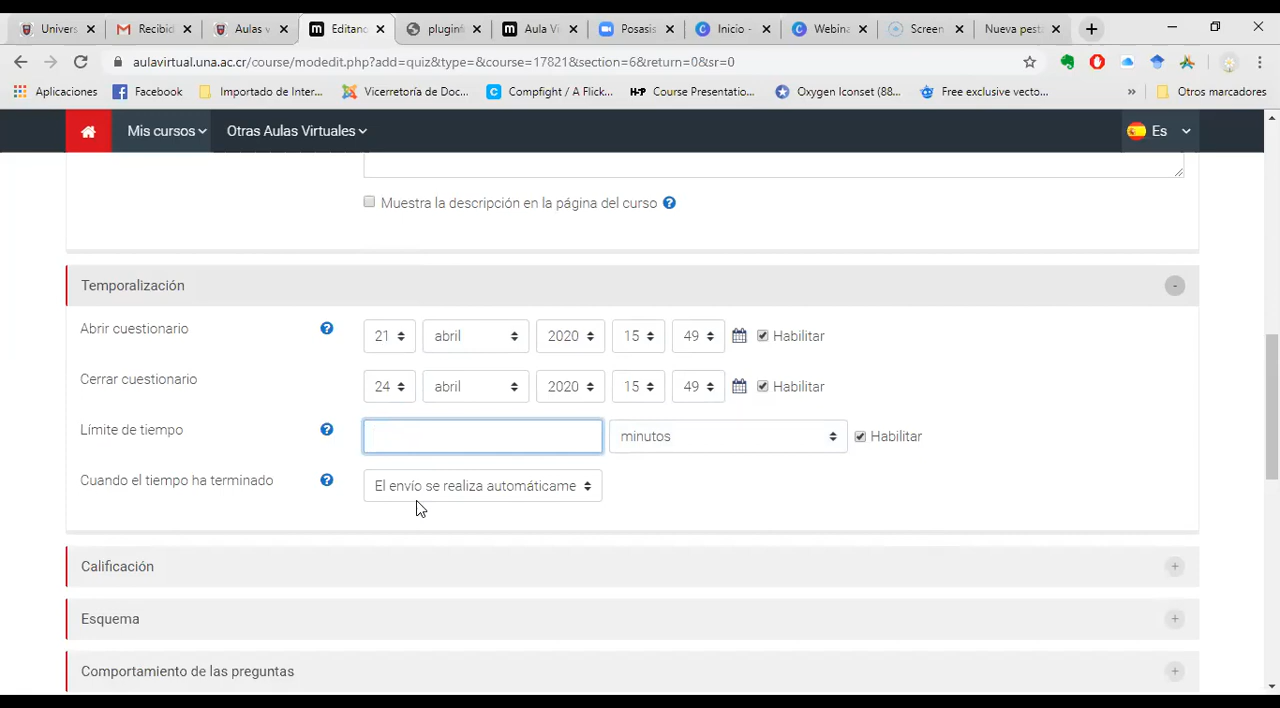 Univers
Recibid
Aulas v
Editand
pluginfi
Aula Vi
Posasis
Inicio -
Webina
Screen
Nueva pest
aulavirtual.una.ac.cr/course/modedit.php?add=quiz&type=&course=17821&section=6&return=0&sr=0
Aplicaciones
Facebook
Importado de Inter...
Vicerretoría de Doc...
Compfight / A Flick...
H5P Course Presentatio...
Oxygen Iconset (88...
Free exclusive vecto...
»
Otros marcadores
Mis cursos
Otras Aulas Virtuales
Es
Muestra la descripción en la página del curso
Temporalización
Abrir cuestionario
21 abril 2020 15 49 Habilitar
Cerrar cuestionario
24 abril 2020 15 49 Habilitar
Límite de tiempo
minutos Habilitar
Cuando el tiempo ha terminado
El envío se realiza automáticame
Calificación
Esquema
Comportamiento de las preguntas